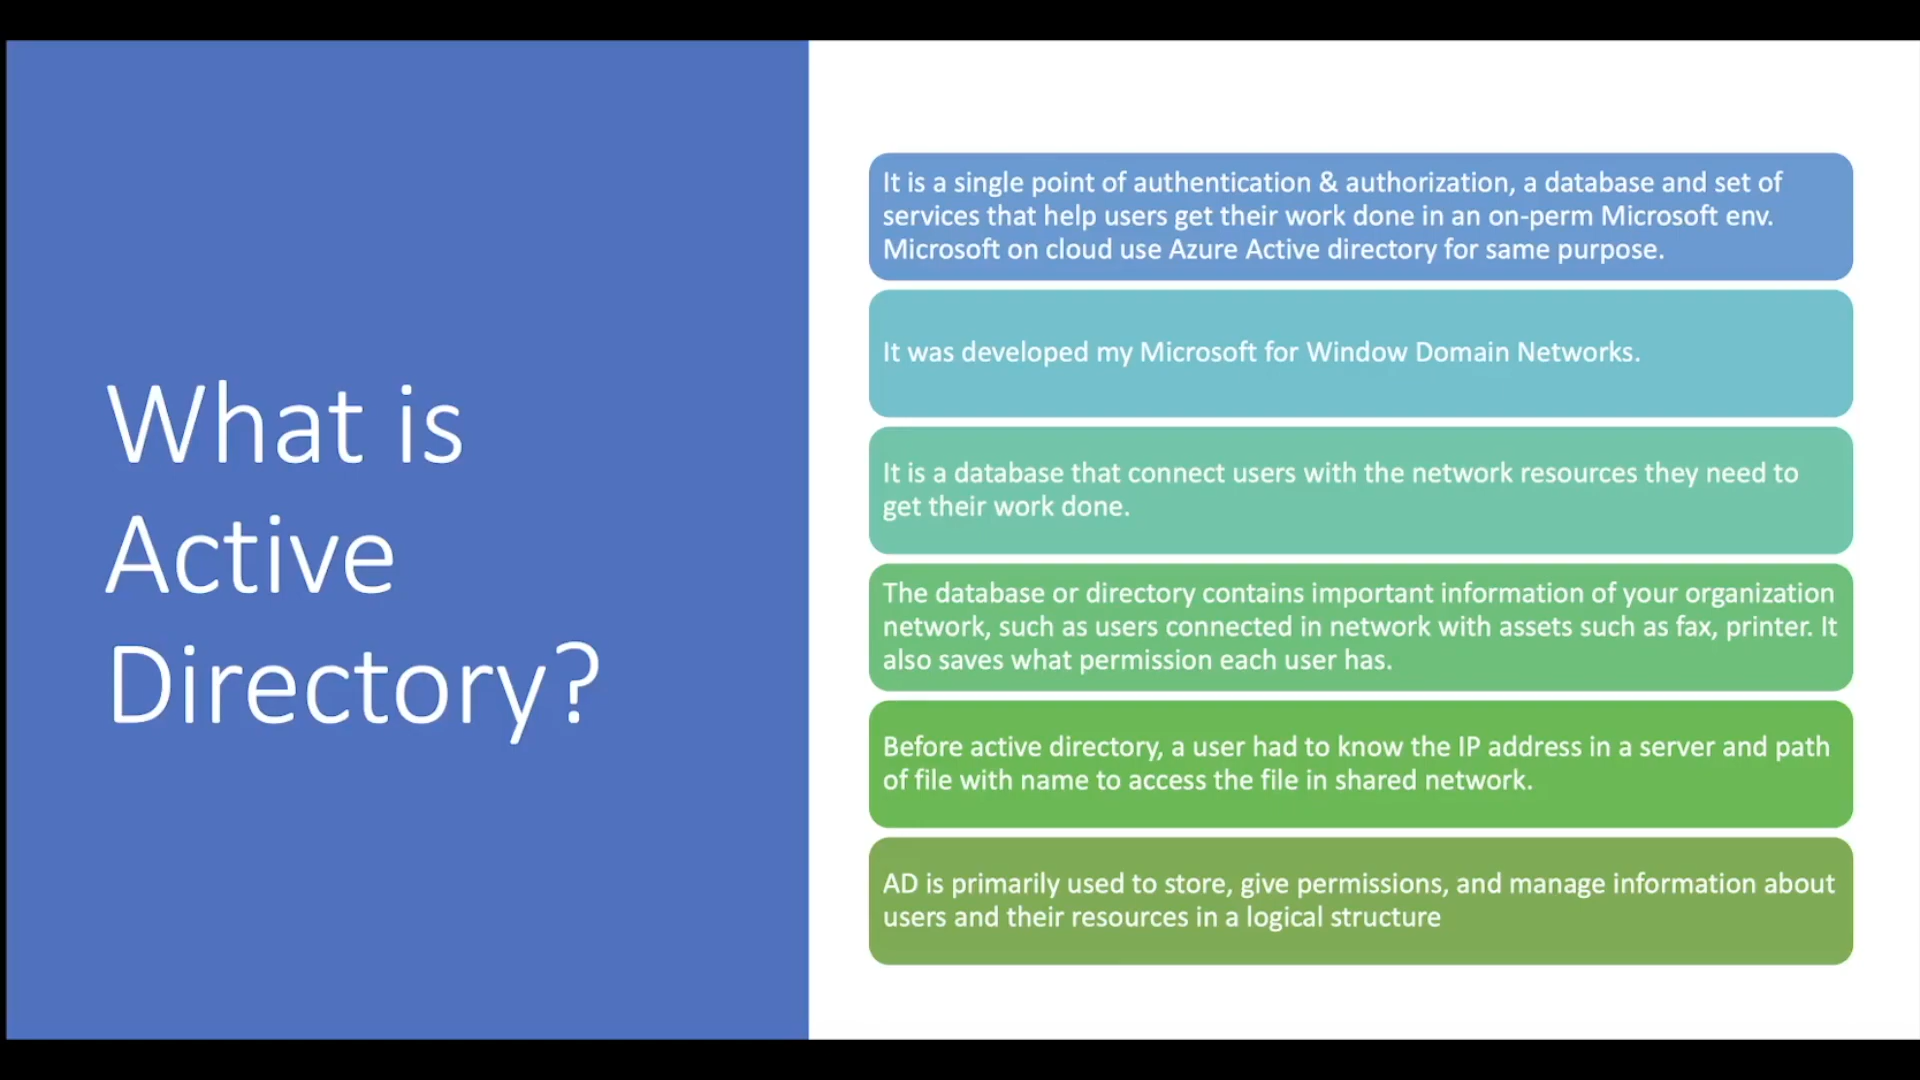 What is
Active
Directory?
It is a single point of authentication & authorization, a database and set of
services that help users get their work done in an on-perm Microsoft env.
Microsoft on cloud use Azure Active directory for same purpose.
It was developed my Microsoft for Window Domain Networks.
It is a database that connect users with the network resources they need to
get their work done.
The database or directory contains important information of your organization
network, such as users connected in network with assets such as fax, printer. It
also saves what permission each user has.
Before active directory, a user had to know the IP address in a server and path
of file with name to access the file in shared network.
AD is primarily used to store, give permissions, and manage information about
users and their resources in a logical structure